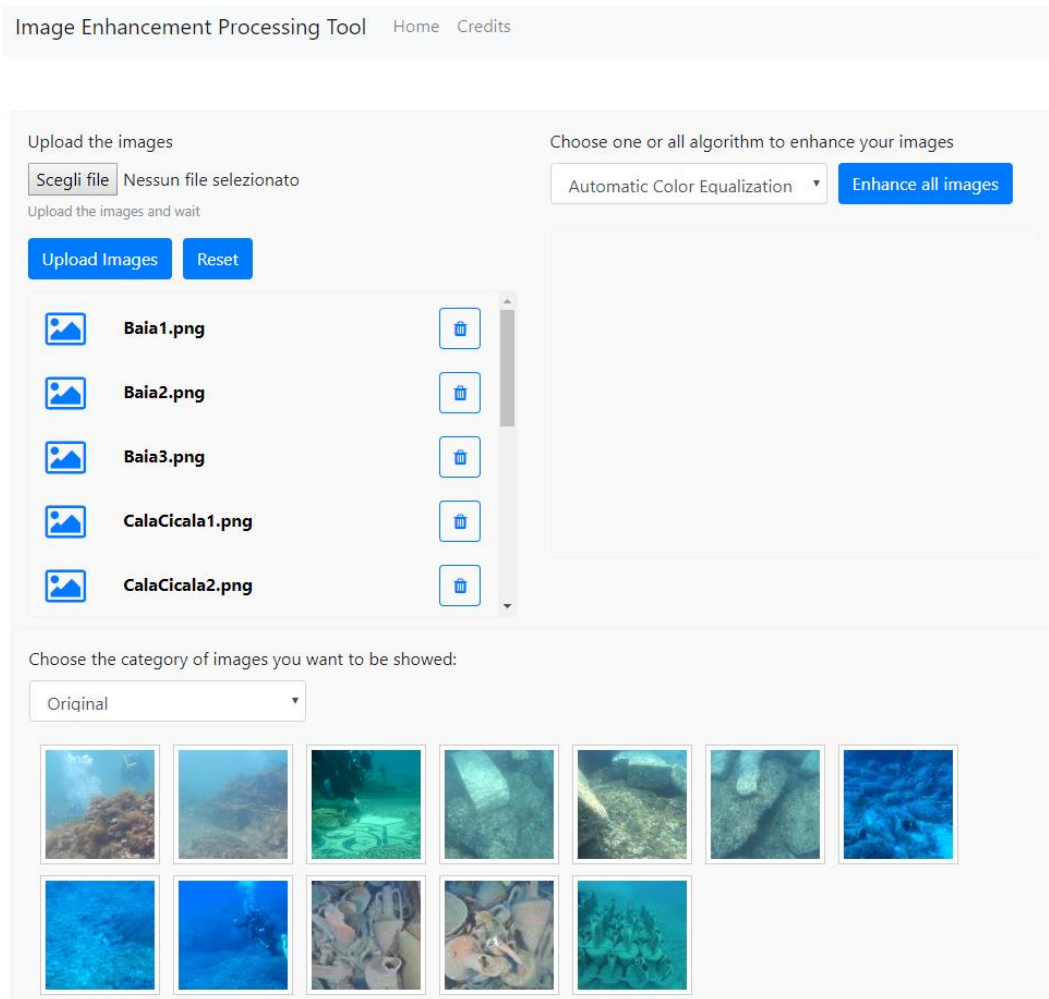 Image Enhancement Processing Tool Home Credits
Upload the images
Scegli file Nessun file selezionato
Upload the images and wait
Upload Images Reset
Baia1.png
Baia2.png
Baia3.png
CalaCicala1.png
CalaCicala2.png
Choose one or all algorithm to enhance your images
Automatic Color Equalization Enhance all images
Choose the category of images you want to be showed:
Original